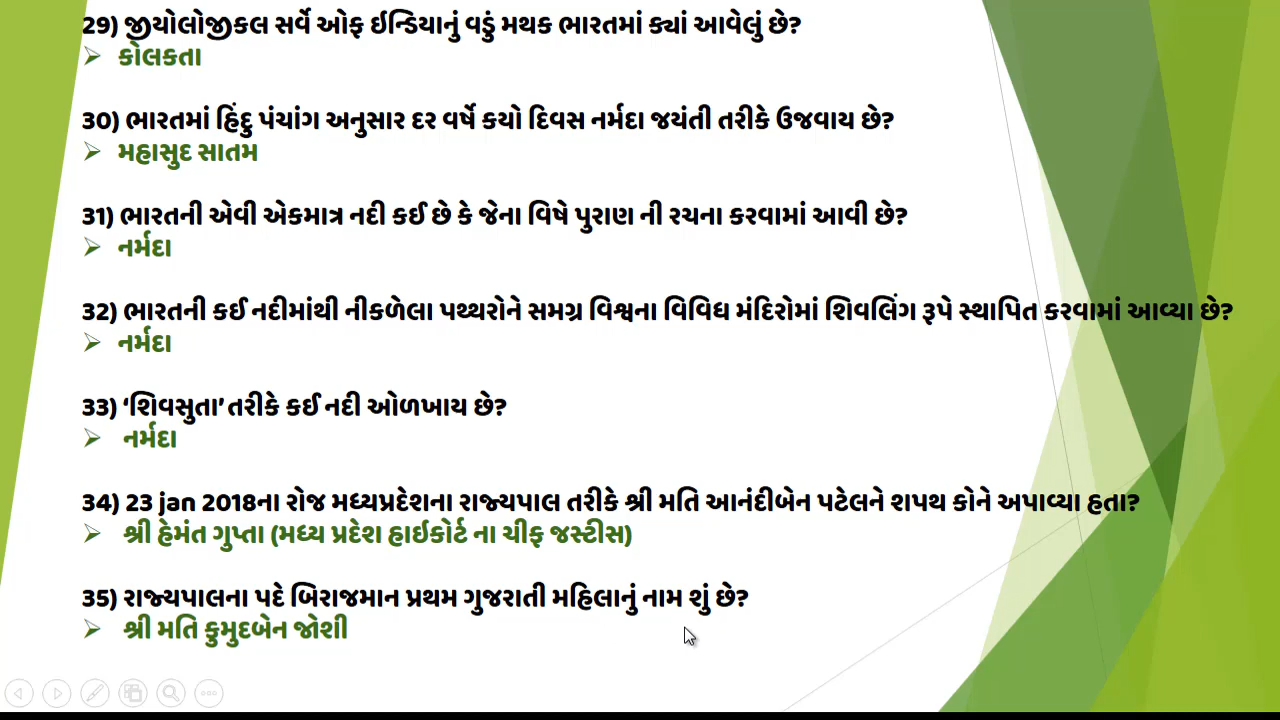 29) જીયોલોજીકલ સર્વે ઓફ ઈન્ડિયાનું વડું મથક ભારતમાં ક્યાં આવેલું છે?
➢ કોલકતા
30) ભારતમાં હિંદુ પંચાંગ અનુસાર દર વર્ષે કયો દિવસ નર્મદા જયંતી તરીકે ઉજવાય છે?
➢ મહાસુદ સાતમ
31) ભારતની એવી એકમાત્ર નદી કઈ છે કે જેના વિષે પુરાણ ની રચના કરવામાં આવી છે?
➢ નર્મદા
32) ભારતની કઈ નદીમાંથી નીકળેલા પથ્થરોને સમગ્ર વિશ્વના વિવિધ મંદિરોમાં શિવલિંગ રૂપે સ્થાપિત કરવામાં આવ્યા છે?
➢ નર્મદા
33) ‘શિવસુતા’ તરીકે કઈ નદી ઓળખાય છે?
➢ નર્મદા
34) 23 jan 2018ના રોજ મધ્યપ્રદેશના રાજ્યપાલ તરીકે શ્રી મતિ આનંદીબેન પટેલને શપથ કોને અપાવ્યા હતા?
➢ શ્રી હેમંત ગુપ્તા (મધ્ય પ્રદેશ હાઇકોર્ટ ના ચીફ જસ્ટીસ)
35) રાજ્યપાલના પદે બિરાજમાન પ્રથમ ગુજરાતી મહિલાનું નામ શું છે?
➢ શ્રી મતિ કુમુદબેન જોશી